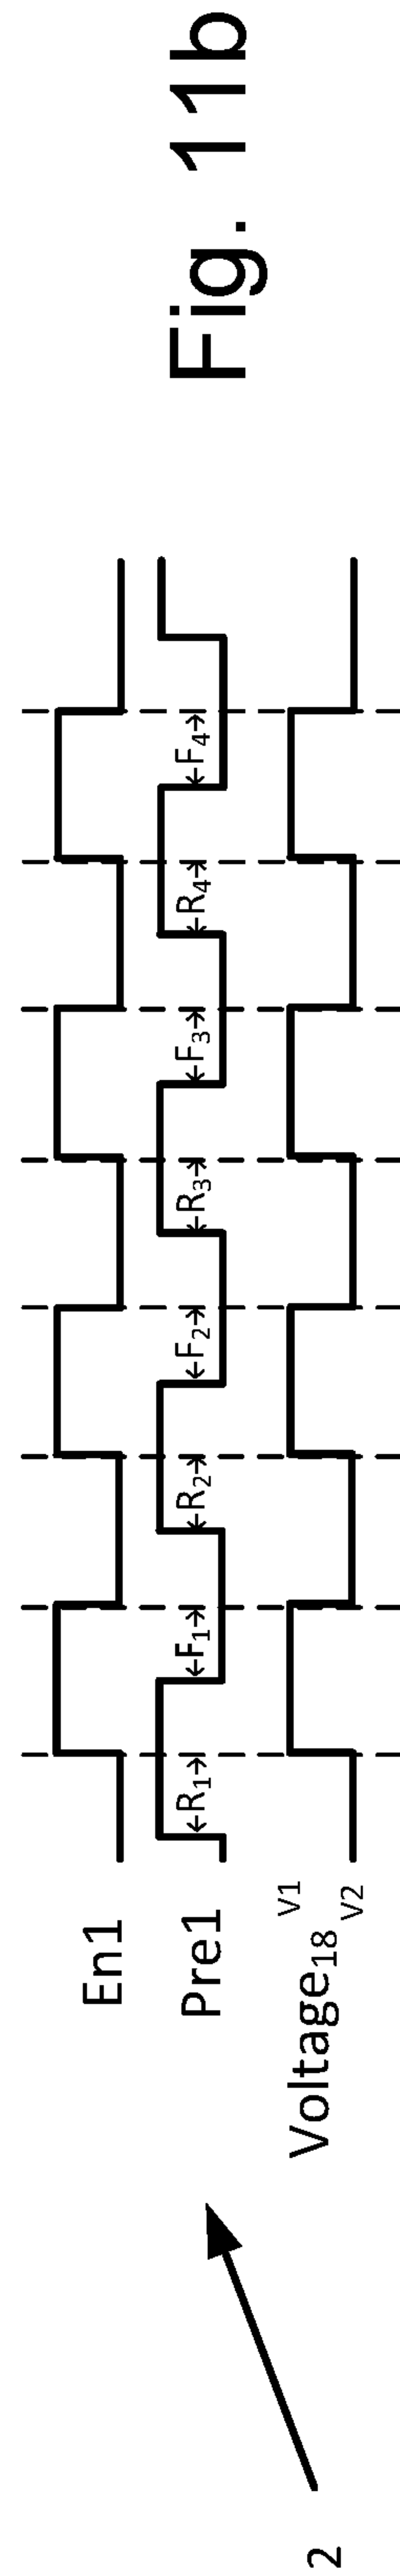 En1
Pre1
←R₁→ ←F₁→ ←R₂→ ←F₂→ ←R₃→ ←F₃→ ←R₄→ ←F₄→
Voltage₁₈
V1
V2
2
Fig. 11b